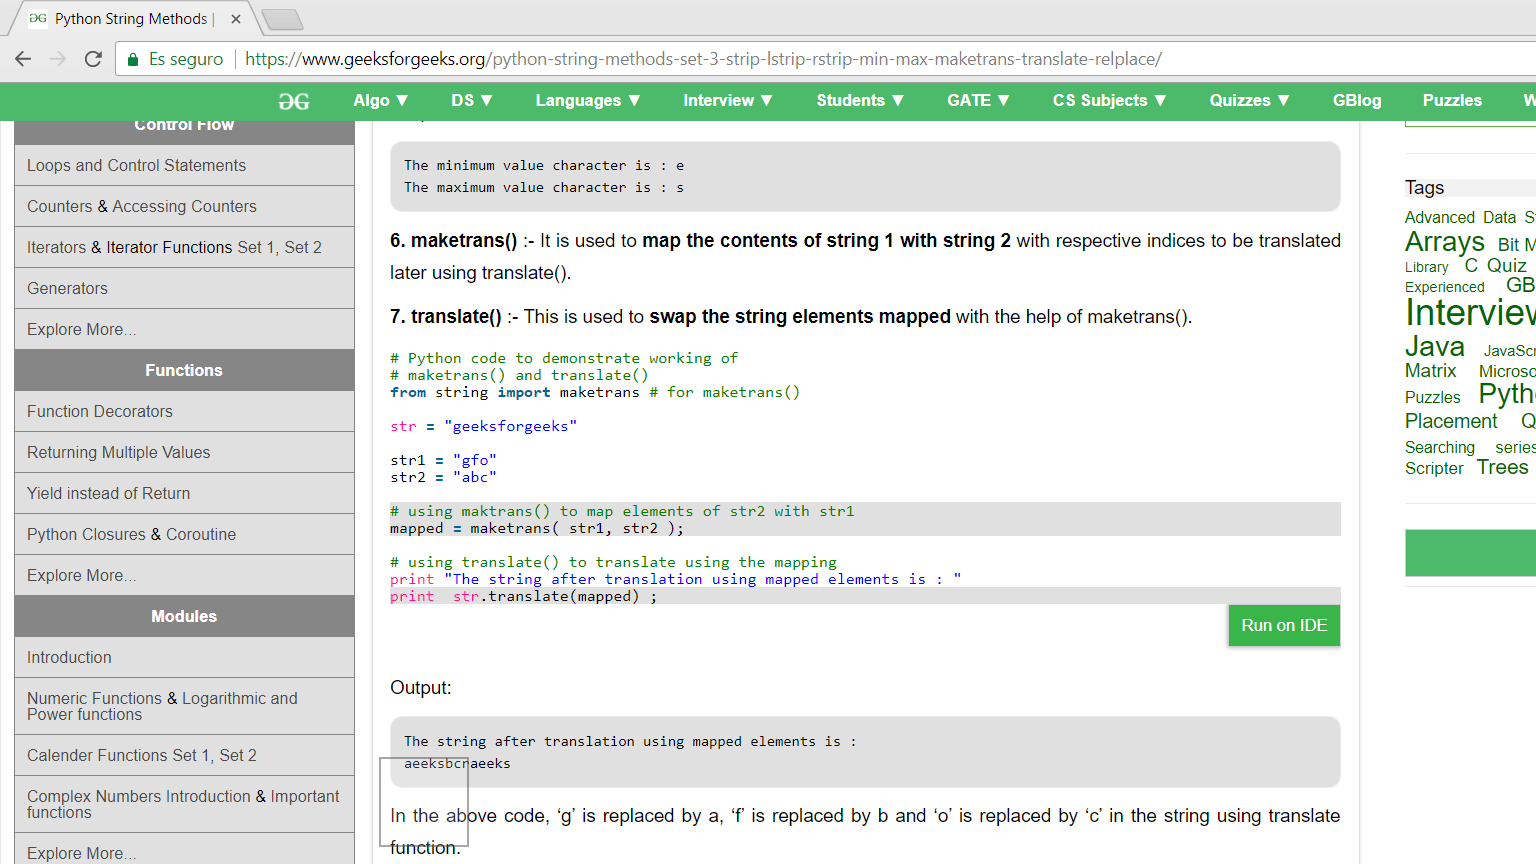 Python String Methods |
Es seguro
https://www.geeksforgeeks.org/python-string-methods-set-3-strip-lstrip-rstrip-min-max-maketrans-translate-relplace/
Algo ▼ DS ▼ Languages ▼ Interview ▼ Students ▼ GATE ▼ CS Subjects ▼ Quizzes ▼ GBlog Puzzles W
Control Flow
Loops and Control Statements
Counters & Accessing Counters
Iterators & Iterator Functions Set 1, Set 2
Generators
Explore More...
Functions
Function Decorators
Returning Multiple Values
Yield instead of Return
Python Closures & Coroutine
Explore More...
Modules
Introduction
Numeric Functions & Logarithmic and
Power functions
Calender Functions Set 1, Set 2
Complex Numbers Introduction & Important
functions
Explore More...
The minimum value character is : e
The maximum value character is : s
6. maketrans() :- It is used to map the contents of string 1 with string 2 with respective indices to be translated
later using translate().
7. translate() :- This is used to swap the string elements mapped with the help of maketrans().
# Python code to demonstrate working of
# maketrans() and translate()
from string import maketrans # for maketrans()
str = "geeksforgeeks"
str1 = "gfo"
str2 = "abc"
# using maktrans() to map elements of str2 with str1
mapped = maketrans( str1, str2 );
# using translate() to translate using the mapping
print "The string after translation using mapped elements is : "
print  str.translate(mapped) ;
Run on IDE
Output:
The string after translation using mapped elements is :
aeeksbcraeeks
In the above code, ‘g’ is replaced by a, ‘f’ is replaced by b and ‘o’ is replaced by ‘c’ in the string using translate
function.
Tags
Advanced Data S
Arrays Bit M
Library C Quiz
Experienced GB
Interview
Java JavaScr
Matrix Microso
Puzzles Pytho
Placement Q
Searching series
Scripter Trees